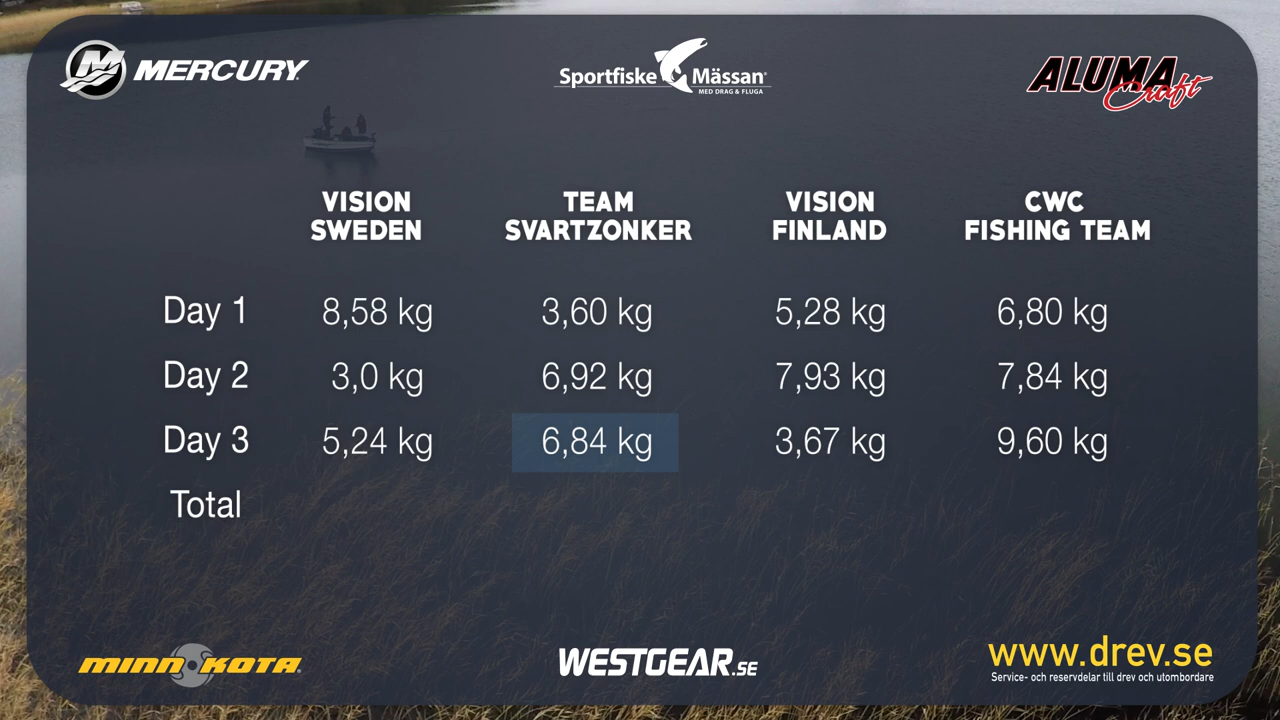 MERCURY
Sportfiske Mässan
MED DRAG & FLUGA
ALUMA
Craft
VISION SWEDEN
TEAM SVARTZONKER
VISION FINLAND
CWC FISHING TEAM
Day 1 8,58 kg 3,60 kg 5,28 kg 6,80 kg
Day 2 3,0 kg 6,92 kg 7,93 kg 7,84 kg
Day 3 5,24 kg 6,84 kg 3,67 kg 9,60 kg
Total
MINN KOTA
WESTGEAR.SE
www.drev.se
Service- och reservdelar till drev och utombordare